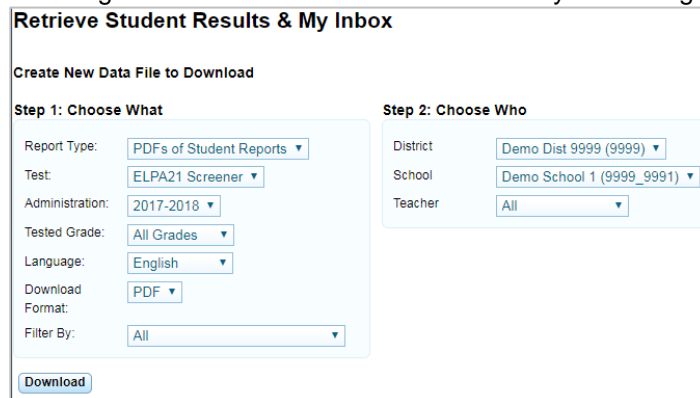 Retrieve Student Results & My Inbox
Create New Data File to Download
Step 1: Choose What
Report Type: PDFs of Student Reports
Test: ELPA21 Screener
Administration: 2017-2018
Tested Grade: All Grades
Language: English
Download Format: PDF
Filter By: All
Download
Step 2: Choose Who
District Demo Dist 9999 (9999)
School Demo School 1 (9999_9991)
Teacher All